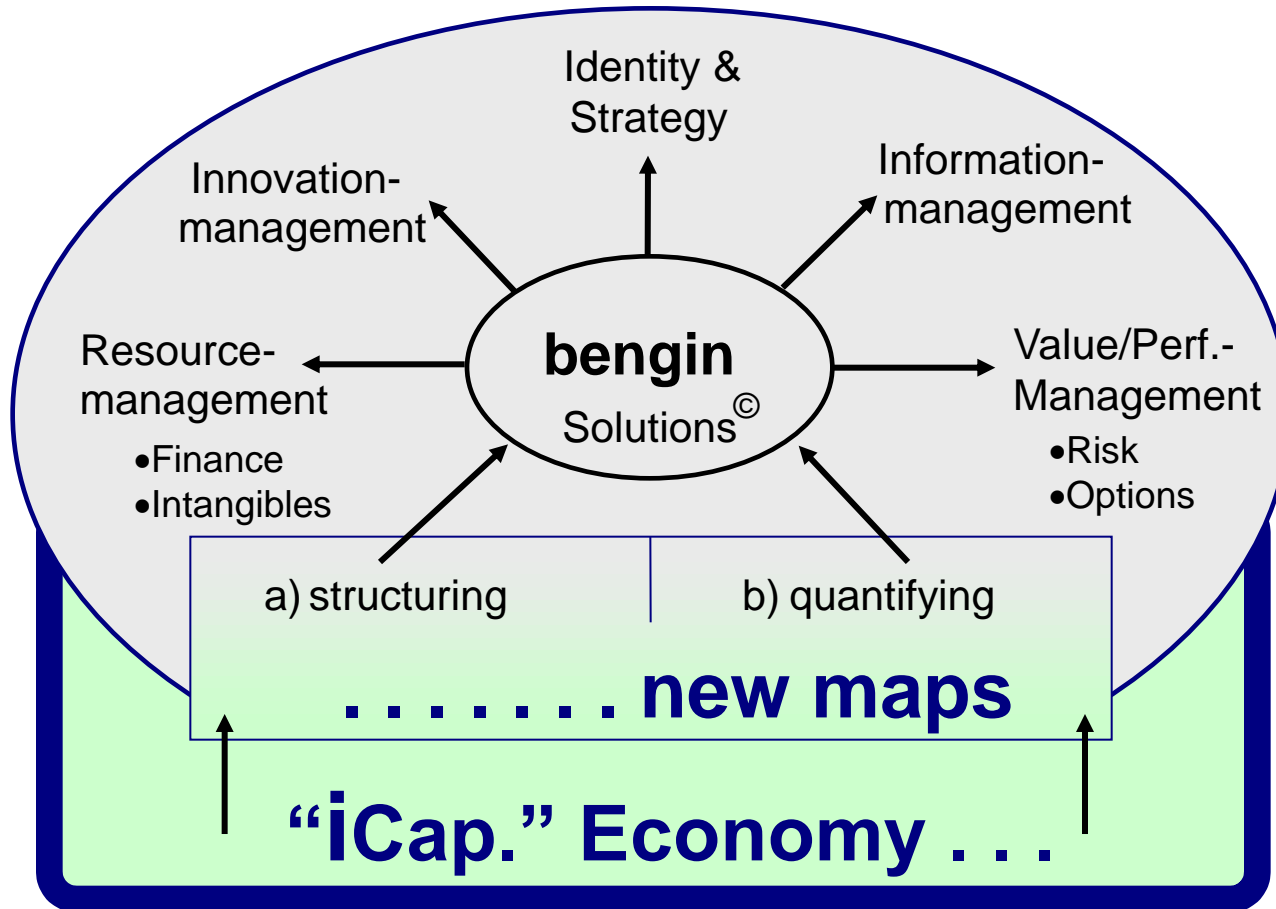 Identity &
Strategy
Innovation-
management
Information-
management
Resource-
management
•Finance
•Intangibles
bengin
Solutions©
Value/Perf.-
Management
•Risk
•Options
a) structuring
b) quantifying
. . . . . . . new maps
“iCap.” Economy . . .